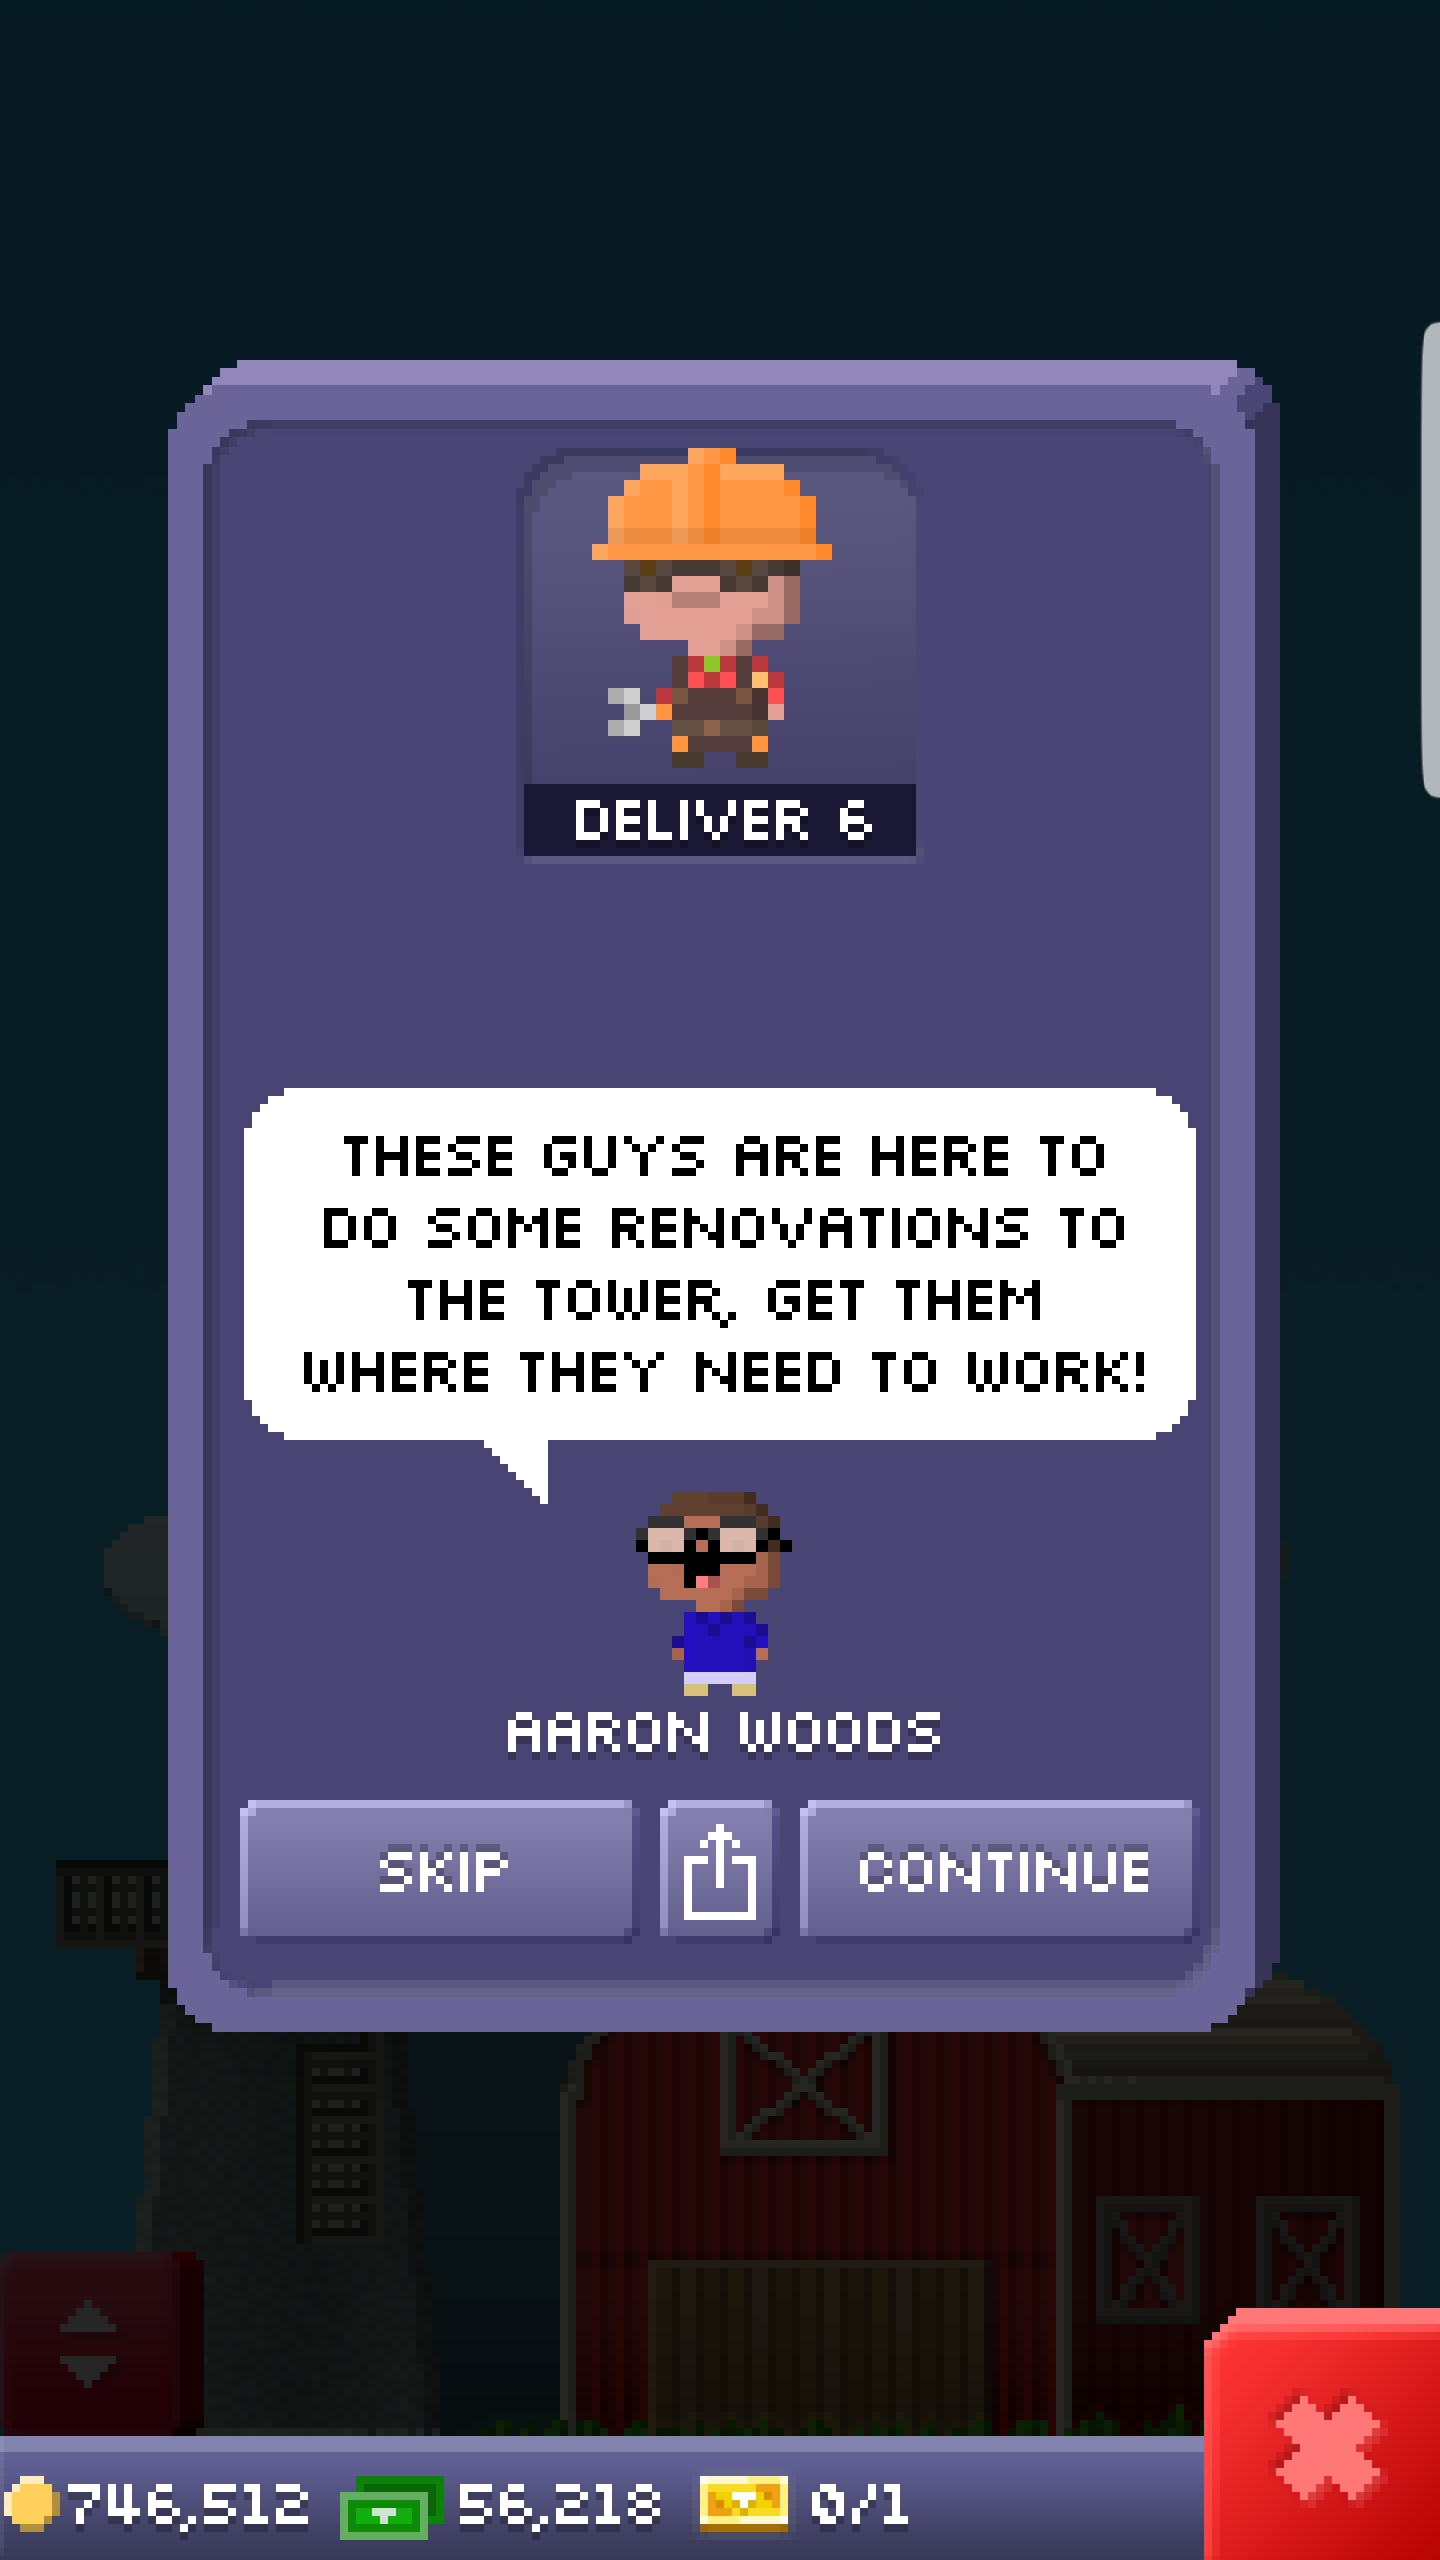 DELIVER 6
THESE GUYS ARE HERE TO
DO SOME RENOVATIONS TO
THE TOWER, GET THEM
WHERE THEY NEED TO WORK!
AARON WOODS
SKIP
CONTINUE
746,512 56,218 0/1